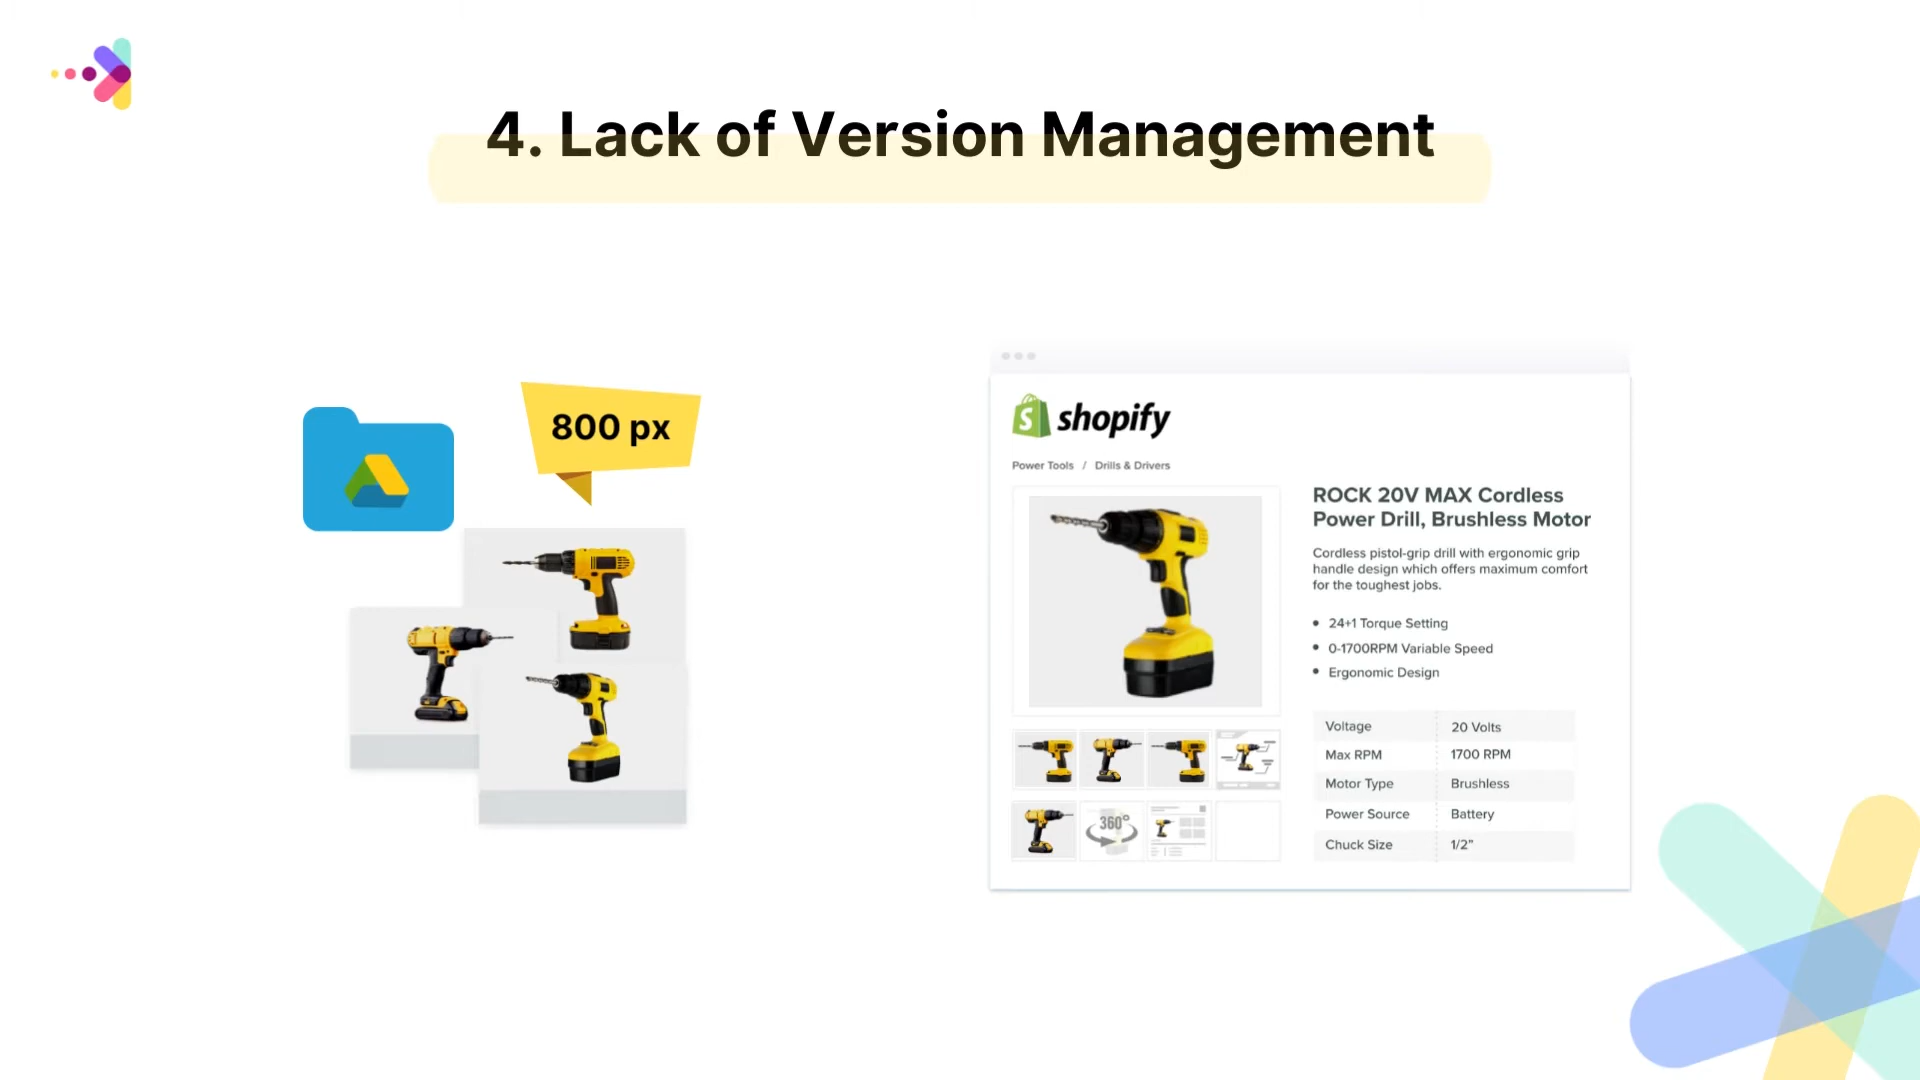 4. Lack of Version Management
800 px
shopify
Power Tools / Drills & Drivers
ROCK 20V MAX Cordless
Power Drill, Brushless Motor
Cordless pistol-grip drill with ergonomic grip
handle design which offers maximum comfort
for the toughest jobs.
• 24+1 Torque Setting
• 0-1700RPM Variable Speed
• Ergonomic Design
Voltage 20 Volts
Max RPM 1700 RPM
Motor Type Brushless
Power Source Battery
Chuck Size 1/2”
360°